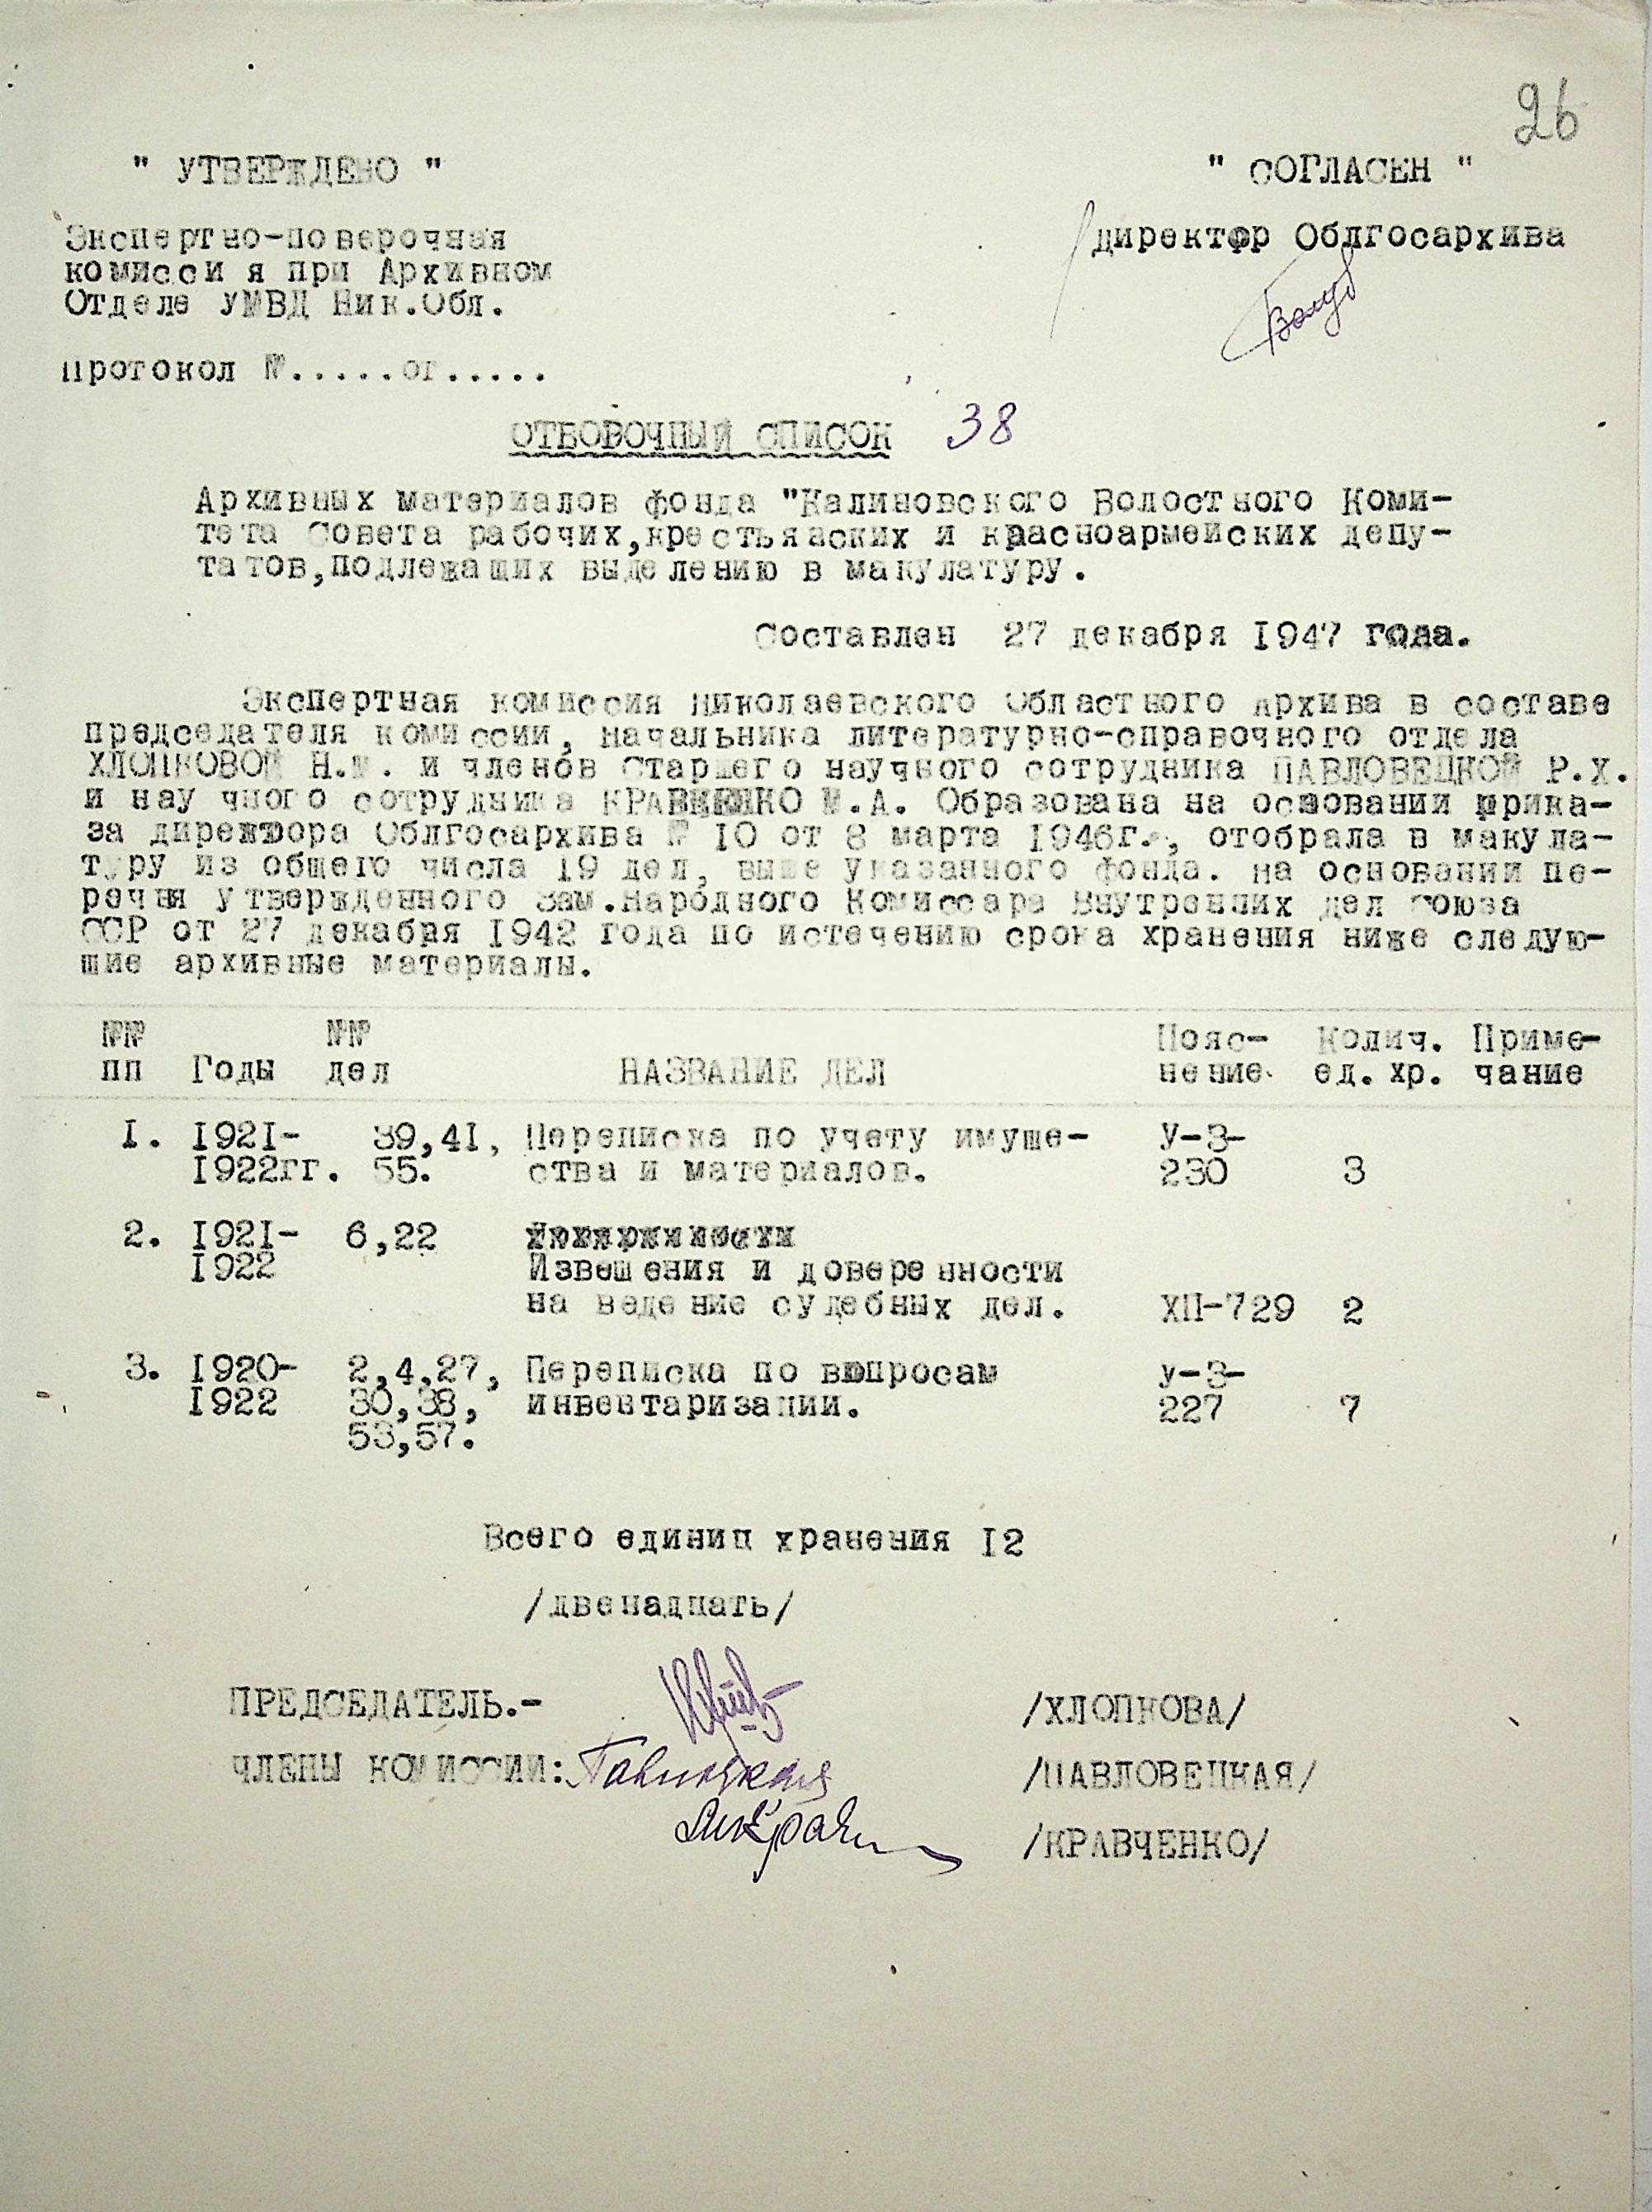 26
" УТВЕРЖДЕНО "
" СОГЛАСЕН "
Экспертно-поверочная
комиссия при Архивном
Отделе УМВД Ник.Обл.
директор Облгосархива
протокол №.....от.....
ОТБОВОЧНЫЙ СПИСОК 38
Архивных материалов фонда "Калиновского Волостного Коми-
тета Совета рабочих,крестьянских и красноармейских депу-
татов,подлежащих выделению в макулатуру.
Составлен 27 декабря 1947 года.
Экспертная комиссия Николаевского Областного Архива в составе
председателя комиссии, начальника литературно-справочного отдела
ХЛОПКОВОЙ Н.М. и членов старшего научного сотрудника ПАВЛОВЕЦКОЙ Р.Х.
и научного сотрудника КРАВЧЕНКО М.А. Образована на основании прика-
за директора Облгосархива № 10 от 8 марта 1946г., отобрала в макула-
туру из общего числа 19 дел, выше указанного фонда. на основании пе-
речня утвержденного Зам.Народного Комиссара Внутренних дел Союза
ССР от 27 декабря 1942 года по истечению срока хранения ниже следую-
щие архивные материалы.
№№ пп
Годы
№№ дел
НАЗВАНИЕ ДЕЛ
Пояс- нение
Колич. ед. хр.
Приме- чание
1. 1921- 39,41, Переписка по учету имуще- У-З-
1922гг. 55. ства и материалов. 230 3
2. 1921- 6,22
1922 Извещения и доверенности
на ведение судебных дел. ХП-729 2
3. 1920- 2,4,27, Переписка по вопросам у-З-
1922 30,38, инвентаризации. 227 7
53,57.
Всего единиц хранения 12
/двенадцать/
ПРЕДСЕДАТЕЛЬ.- /ХЛОПКОВА/
ЧЛЕНЫ КОМИССИИ: /ПАВЛОВЕЦКАЯ/
/КРАВЧЕНКО/